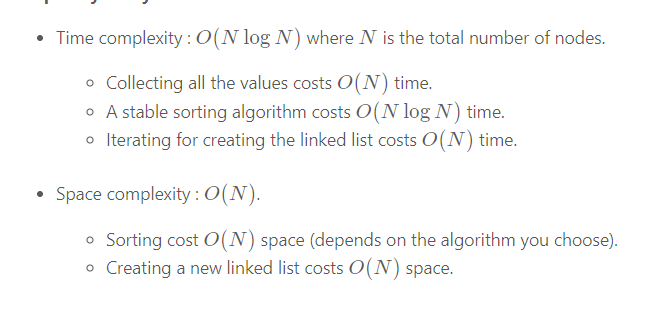 • Time complexity : O(N log N) where N is the total number of nodes.
◦ Collecting all the values costs O(N) time.
◦ A stable sorting algorithm costs O(N log N) time.
◦ Iterating for creating the linked list costs O(N) time.
• Space complexity : O(N).
◦ Sorting cost O(N) space (depends on the algorithm you choose).
◦ Creating a new linked list costs O(N) space.